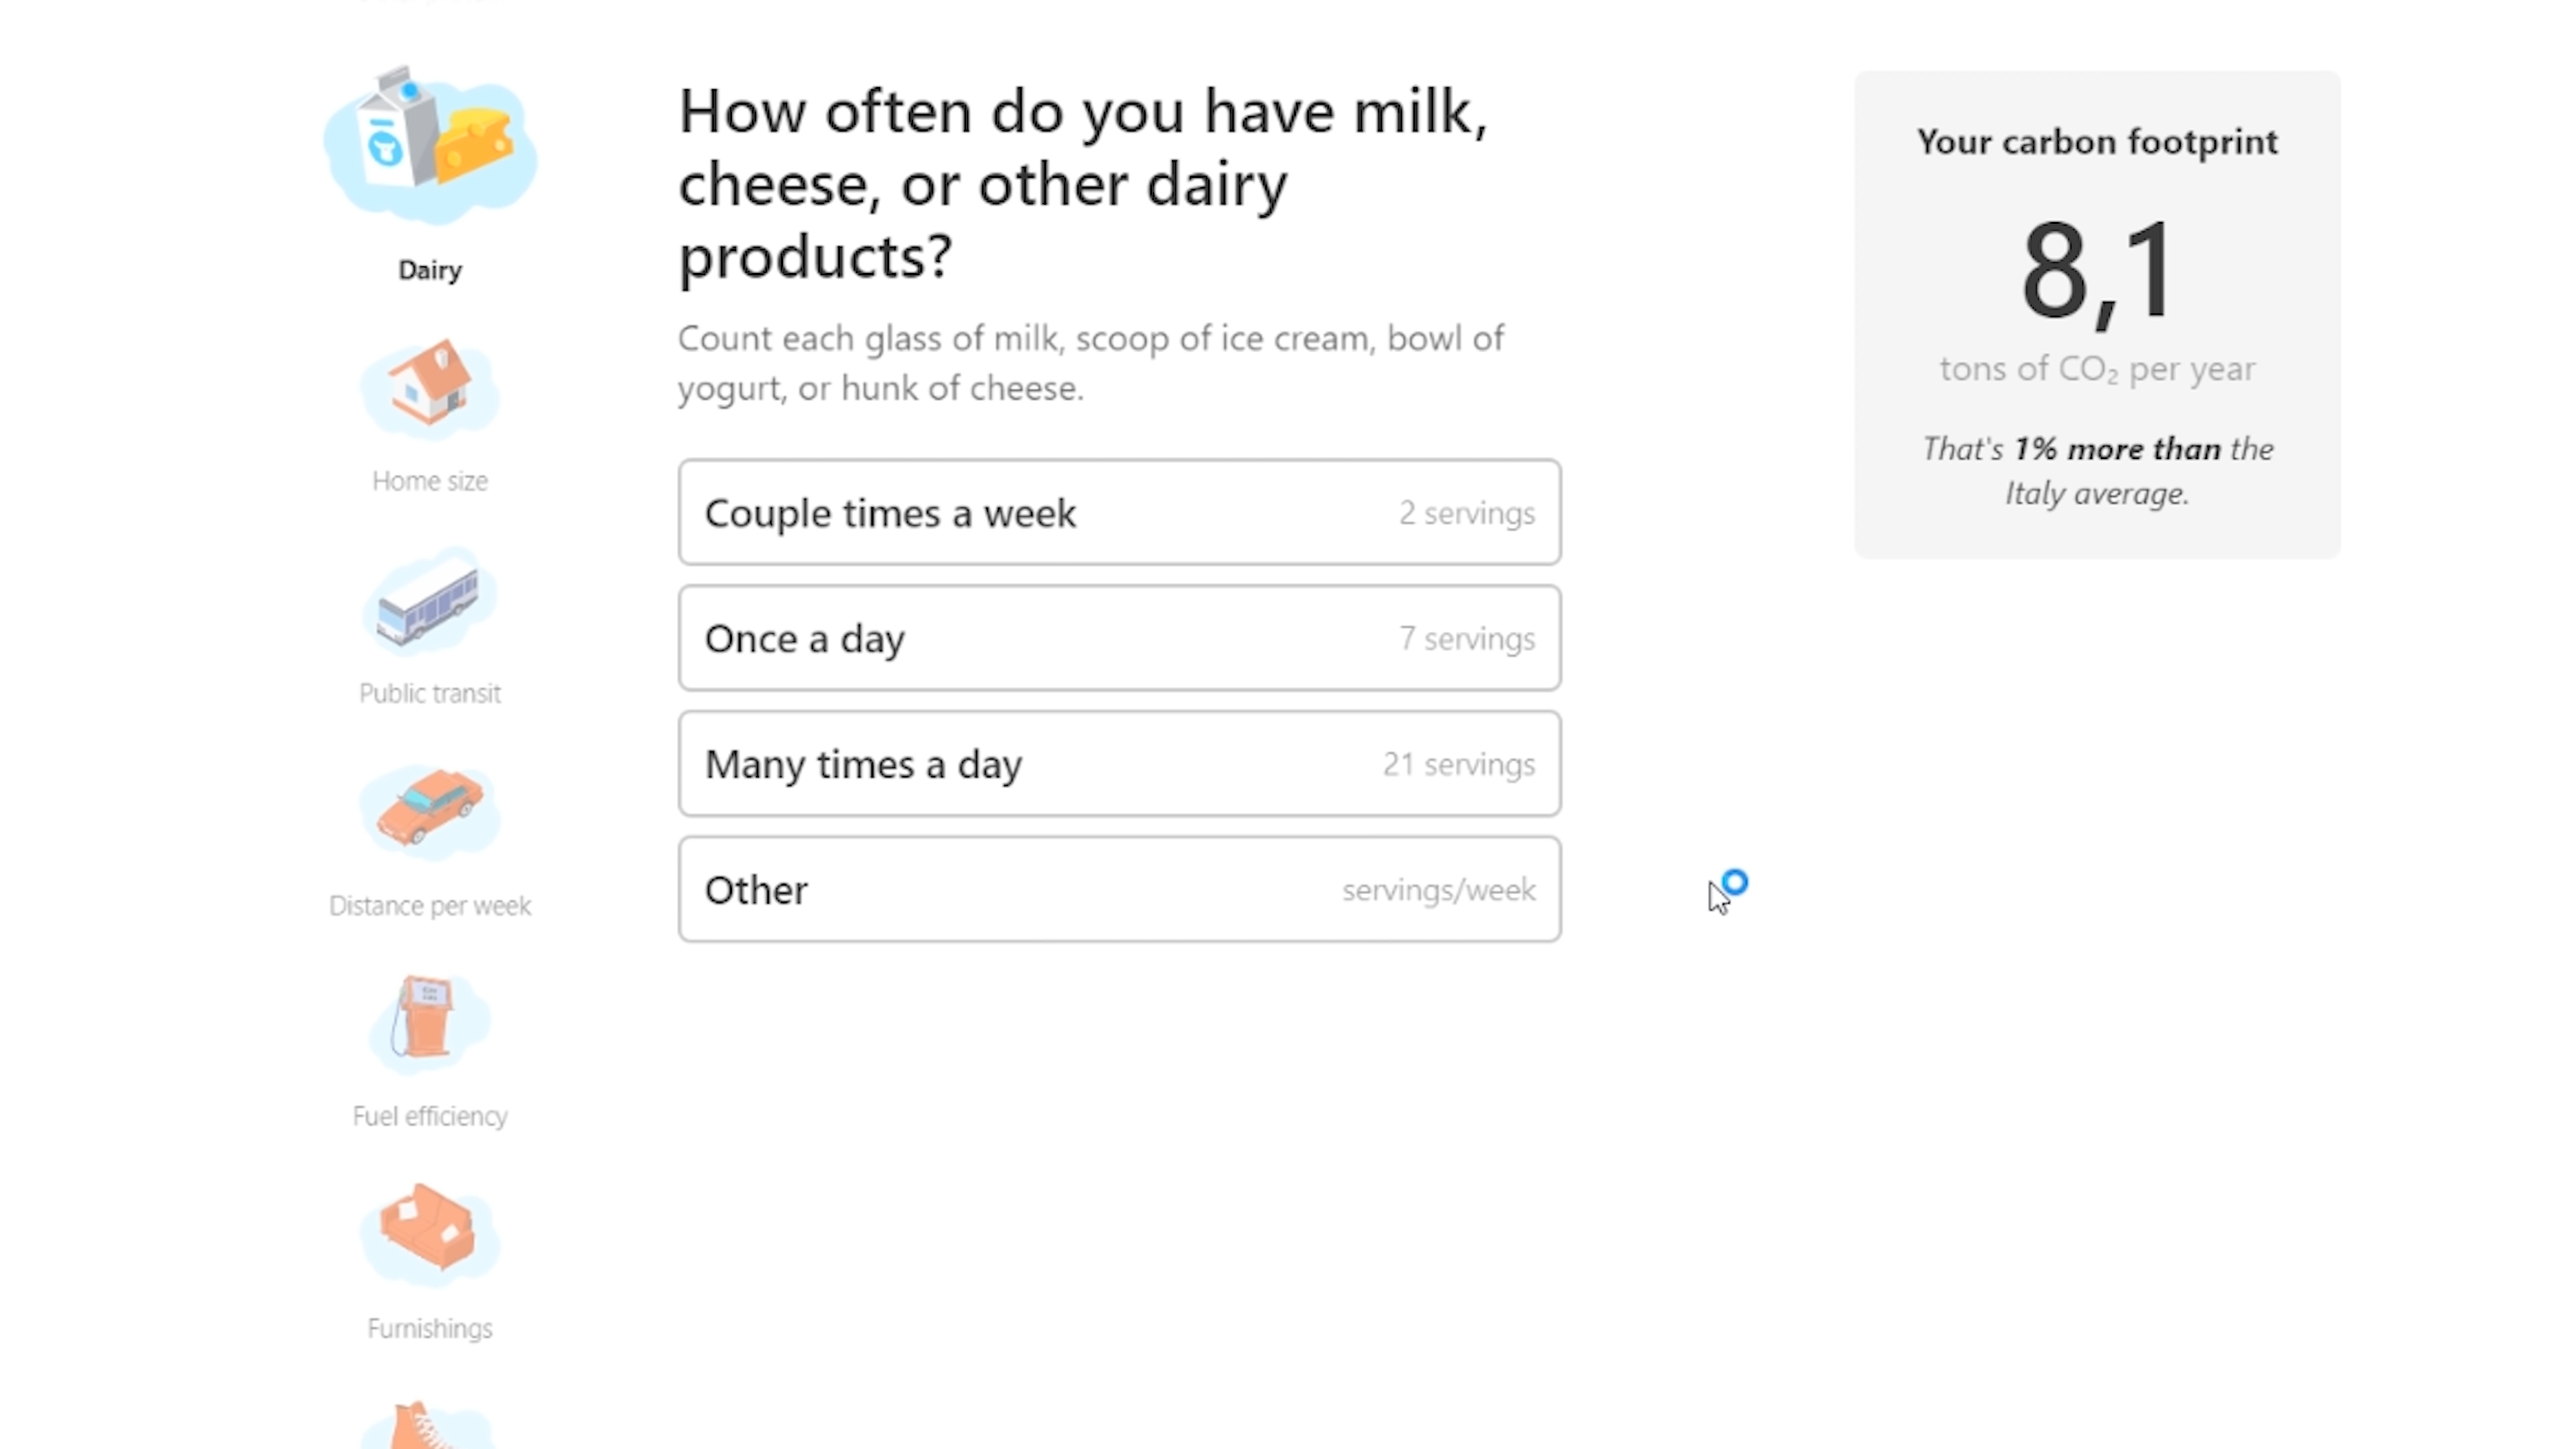 Dairy
Home size
Public transit
Distance per week
Fuel efficiency
Furnishings
How often do you have milk,
cheese, or other dairy
products?
Count each glass of milk, scoop of ice cream, bowl of
yogurt, or hunk of cheese.
Couple times a week 2 servings
Once a day 7 servings
Many times a day 21 servings
Other servings/week
Your carbon footprint
8,1
tons of CO₂ per year
That's 1% more than the
Italy average.